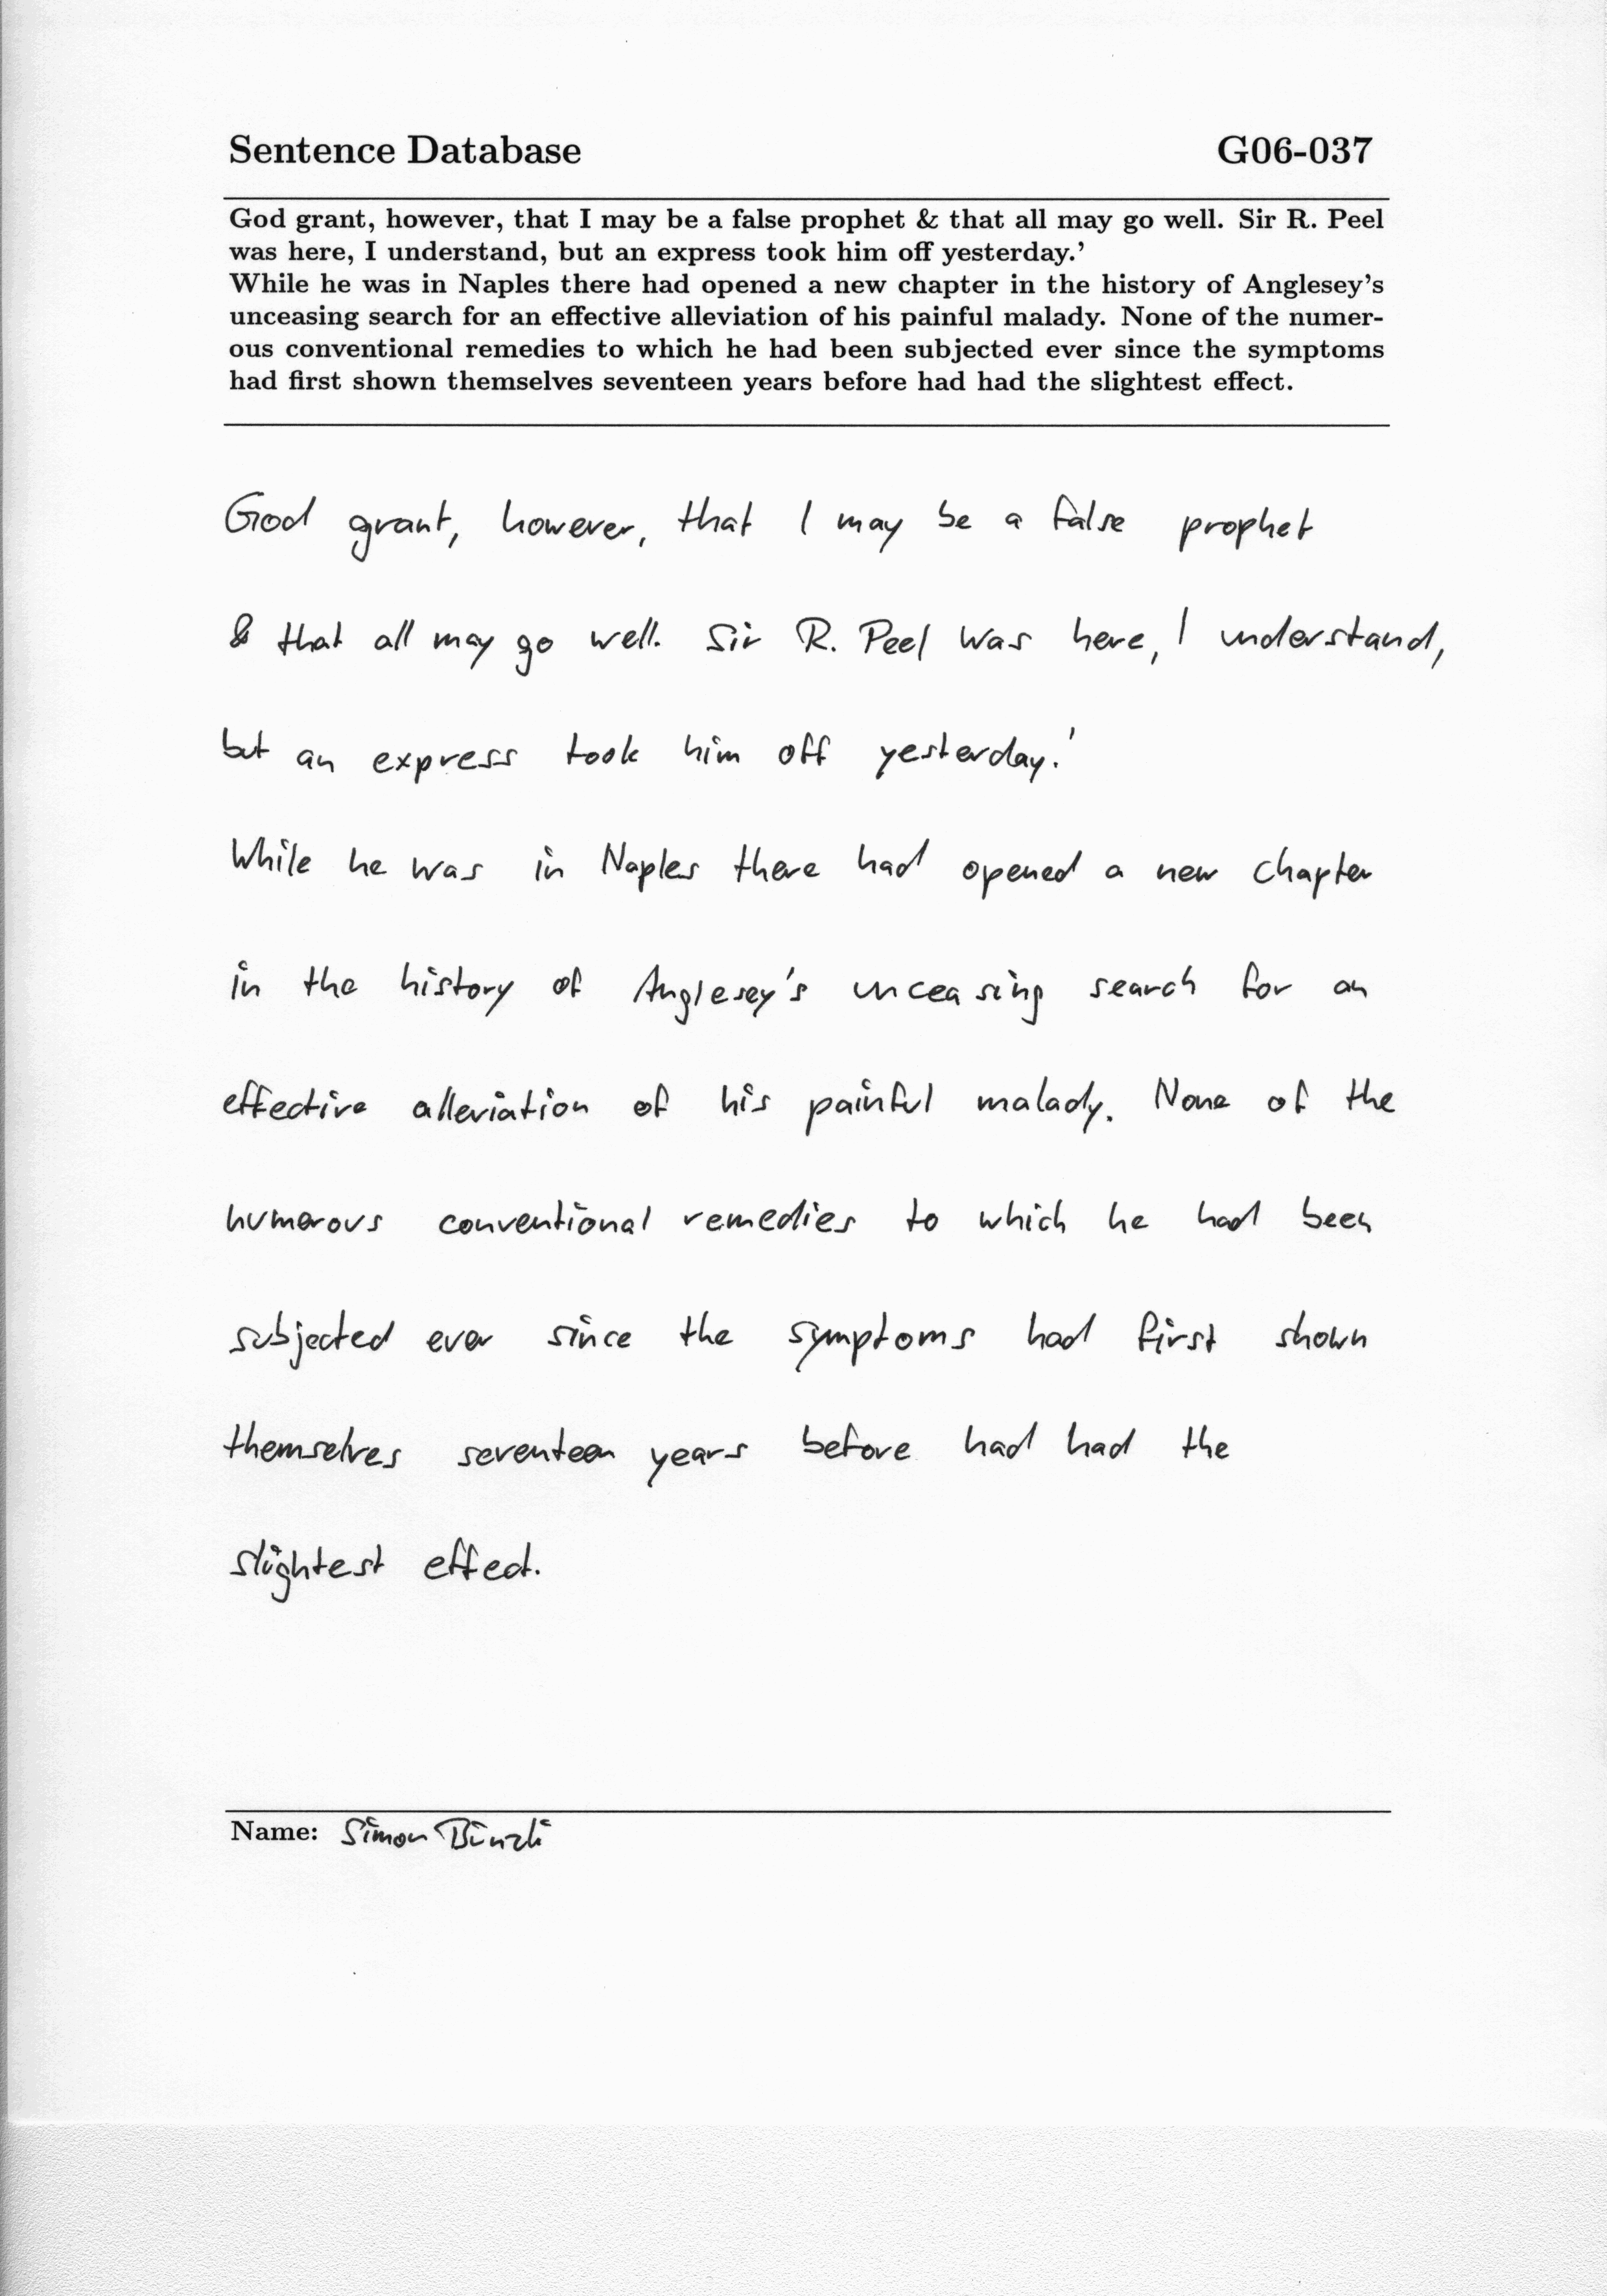 Sentence Database G06-037
God grant, however, that I may be a false prophet & that all may go well. Sir R. Peel
was here, I understand, but an express took him off yesterday.'
While he was in Naples there had opened a new chapter in the history of Anglesey's
unceasing search for an effective alleviation of his painful malady. None of the numer-
ous conventional remedies to which he had been subjected ever since the symptoms
had first shown themselves seventeen years before had had the slightest effect.
God grant, however, that I may be a false prophet
& that all may go well. Sir R. Peel was here, I understand,
but an express took him off yesterday.'
While he was in Naples there had opened a new chapter
in the history of Anglesey's unceasing search for an
effective alleviation of his painful malady. None of the
numerous conventional remedies to which he had been
subjected ever since the symptoms had first shown
themselves seventeen years before had had the
slightest effect.
Name: Simon Bünzli